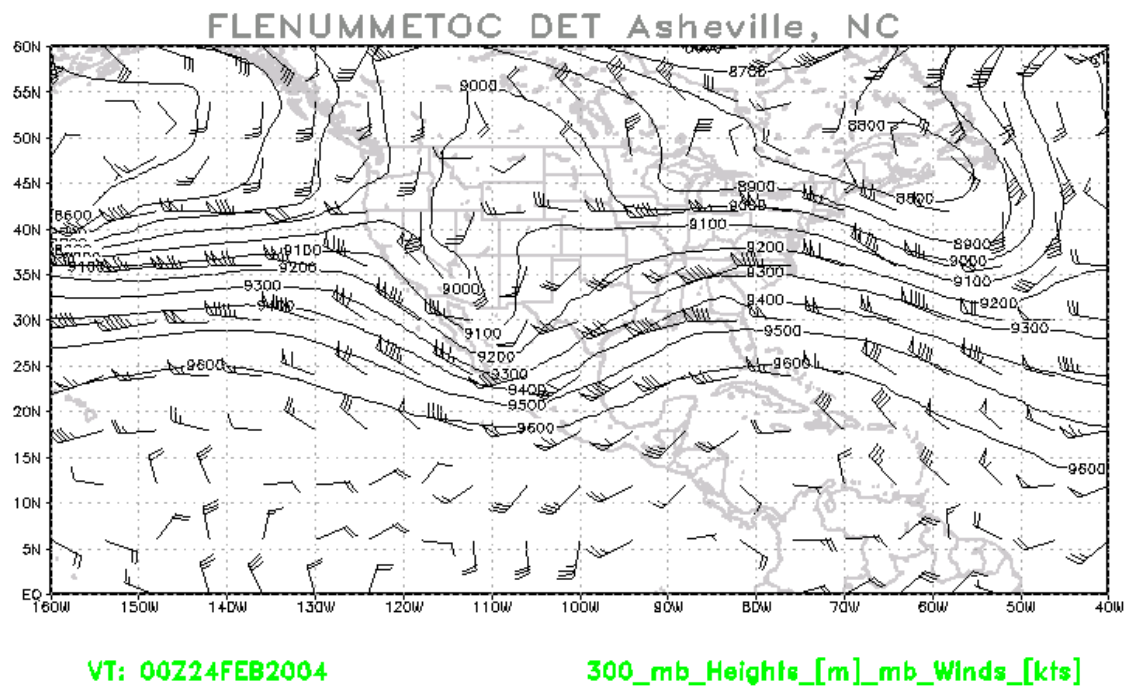 FLENUMMETOC DET Asheville, NC
60N
8700
9000
55N
8800
50N
45N
8900
8800
8600
9000
40N
9100
9100
9200
8900
9100
9200
9300
9000
35N
9300
9000
9100
9400
9400
9200
30N
9100
9500
9300
9200
9600
9600
25N
9300
9400
9500
20N
9600
15N
9600
10N
5N
EQ
160W 150W 140W 130W 120W 110W 100W 90W 80W 70W 60W 50W 40W
VT: 00Z24FEB2004 300_mb_Heights_[m]_mb_Winds_[kts]